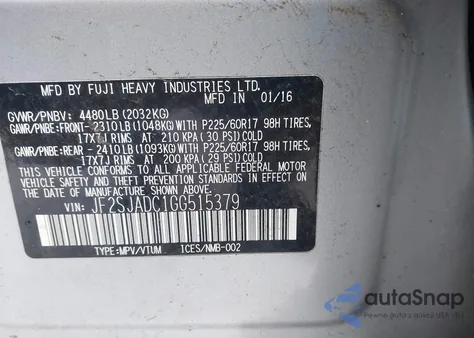 MFD BY FUJI HEAVY INDUSTRIES LTD.
MFD IN 01/16
GVWR/PNBV: 4480LB (2032KG)
GAWR/PNBE: FRONT- 2310LB (1048KG) WITH P225/60R17 98H TIRES,
17X7J RIMS AT 210 KPA (30 PSI) COLD
GAWR/PNBE: REAR - 2410LB (1093KG) WITH P225/60R17 98H TIRES,
17X7J RIMS AT 200 KPA (29 PSI) COLD
THIS VEHICLE CONFORMS TO ALL APPLICABLE FEDERAL MOTOR
VEHICLE SAFETY, BUMPER AND THEFT PREVENTION STANDARDS
IN EFFECT ON THE DATE OF MANUFACTURE SHOWN ABOVE.
VIN: JF2SJADC1GG515379
TYPE:MPV/VTUM ICES/NMB-002
autaSnap